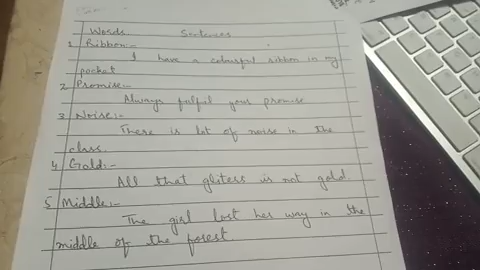 Words. Sentences
1 Ribbon:-
I have a colourful ribbon in my
pocket
2 Promise:-
Always fulful your promise
3 Noise:-
There is lot of noise in the
class.
4 Gold:-
All that gliters is not gold.
5 Middle:-
The girl lost her way in the
middle of the forest.